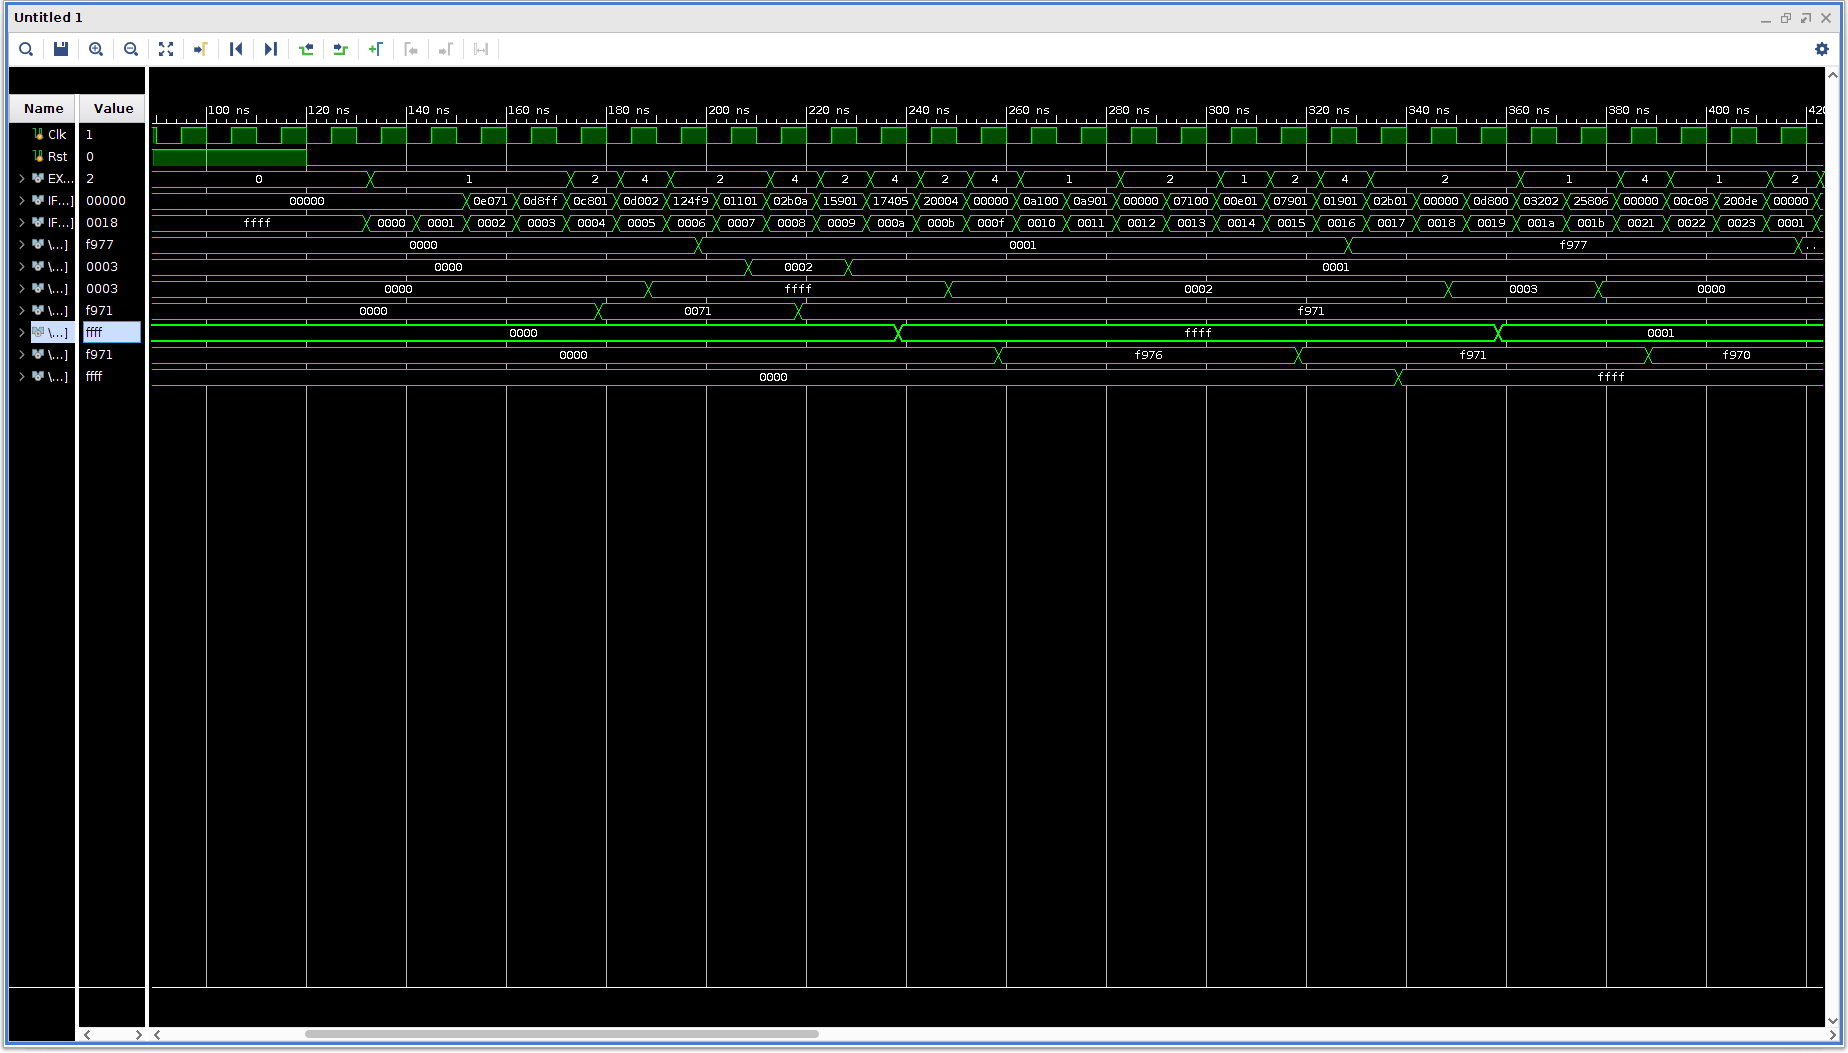 Untitled 1
Name Value
100 ns 120 ns 140 ns 160 ns 180 ns 200 ns 220 ns 240 ns 260 ns 280 ns 300 ns 320 ns 340 ns 360 ns 380 ns 400 ns 420
Clk 1
Rst 0
EX... 2 0 1 2 4 2 4 2 4 2 4 1 2 1 2 4 2 1 4 1 2
IF...] 00000 00000 0e071 0d8ff 0c801 0d002 124f9 01101 02b0a 15901 17405 20004 00000 0a100 0a901 00000 07100 00e01 07901 01901 02b01 00000 0d800 03202 25806 00000 00c08 200de 00000
IF...] 0018 ffff 0000 0001 0002 0003 0004 0005 0006 0007 0008 0009 000a 000b 000f 0010 0011 0012 0013 0014 0015 0016 0017 0018 0019 001a 001b 0021 0022 0023 0001
\...] f977 0000 0001 f977 ..
\...] 0003 0000 0002 0001
\...] 0003 0000 ffff 0002 0003 0000
\...] f971 0000 0071 f971
\...] ffff 0000 ffff 0001
\...] f971 0000 f976 f971 f970
\...] ffff 0000 ffff